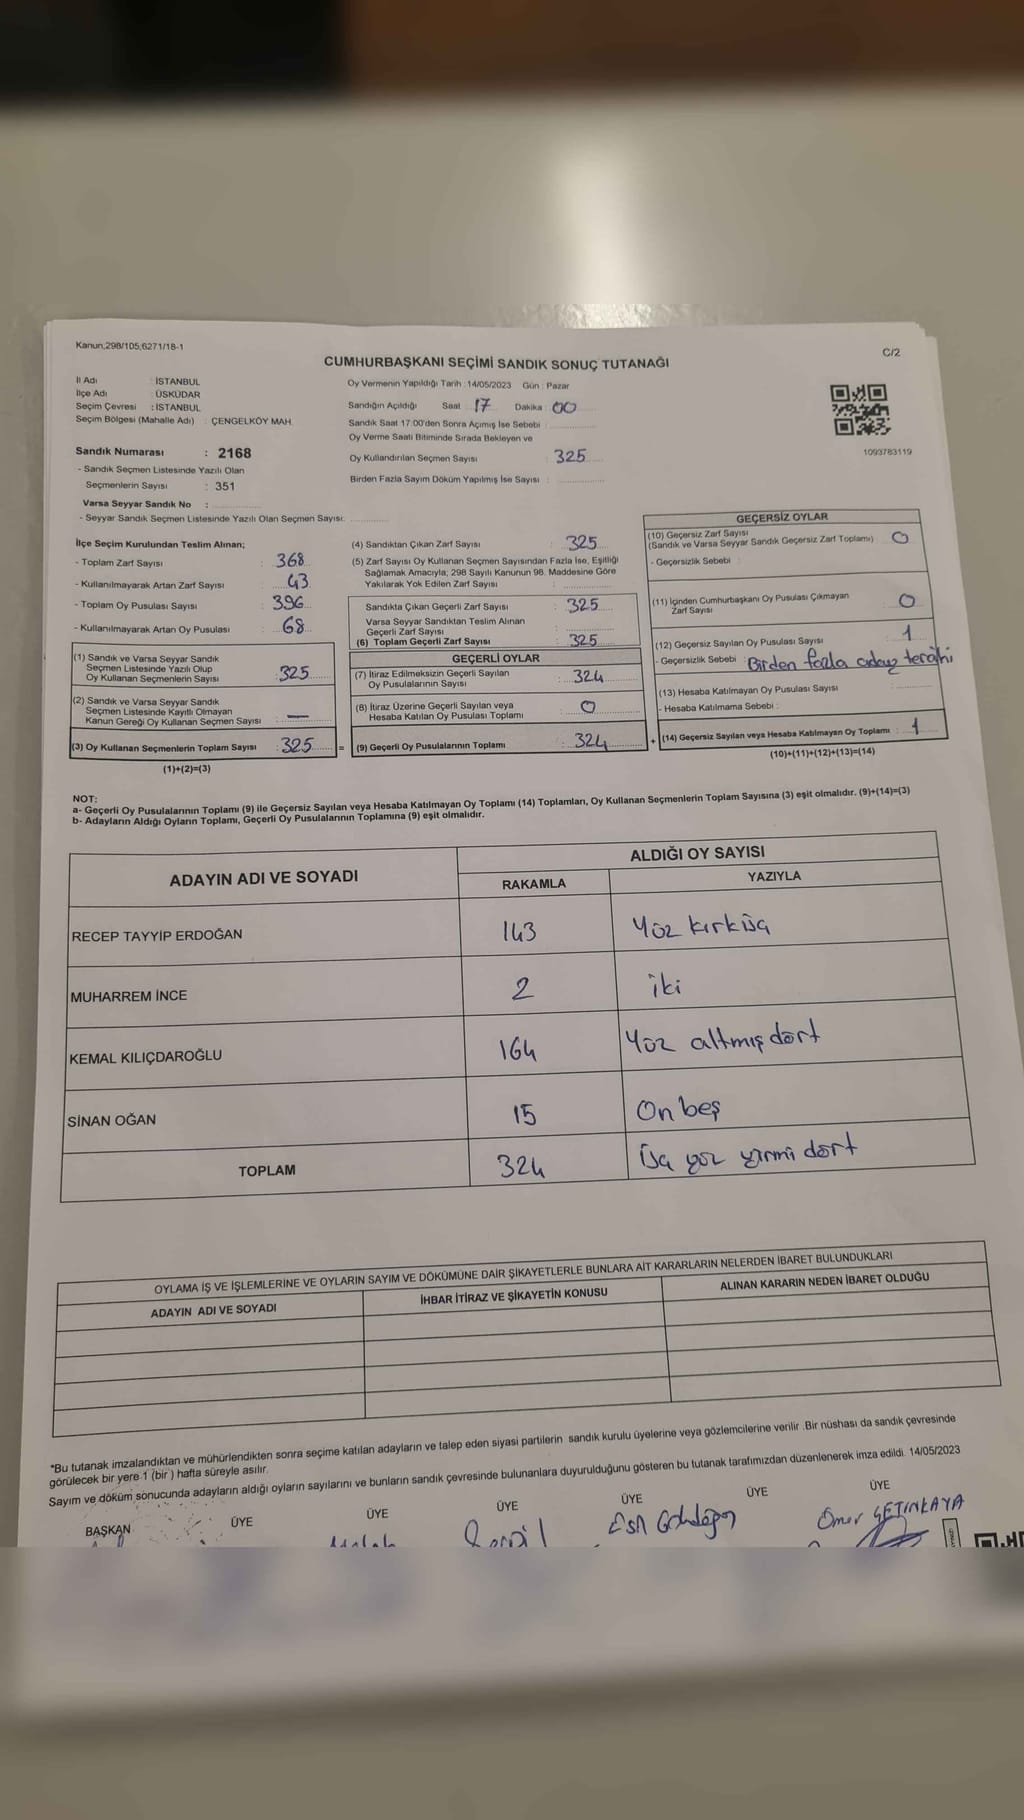 Kanun;298/105;6271/18-1
C/2
CUMHURBAŞKANI SEÇİMİ SANDIK SONUÇ TUTANAĞI
İl Adı : İSTANBUL
İlçe Adı : ÜSKÜDAR
Seçim Çevresi : İSTANBUL
Seçim Bölgesi (Mahalle Adı) : ÇENGELKÖY MAH.
Sandık Numarası : 2168
- Sandık Seçmen Listesinde Yazılı Olan
Seçmenlerin Sayısı : 351
Varsa Seyyar Sandık No :
- Seyyar Sandık Seçmen Listesinde Yazılı Olan Seçmen Sayısı:
Oy Vermenin Yapıldığı Tarih :14/05/2023 Gün : Pazar
Sandığın Açıldığı Saat 17 Dakika 00
Sandık Saat 17.00'den Sonra Açımış İse Sebebi :
Oy Verme Saati Bitiminde Sırada Bekleyen ve
Oy Kullandırılan Seçmen Sayısı : 325
Birden Fazla Sayım Döküm Yapılmış İse Sayısı :
1093783119
İlçe Seçim Kurulundan Teslim Alınan;
- Toplam Zarf Sayısı : 368
- Kullanılmayarak Artan Zarf Sayısı : 43
- Toplam Oy Pusulası Sayısı : 396
- Kullanılmayarak Artan Oy Pusulası : 68
(1) Sandık ve Varsa Seyyar Sandık
Seçmen Listesinde Yazılı Olup
Oy Kullanan Seçmenlerin Sayısı : 325
(2) Sandık ve Varsa Seyyar Sandık
Seçmen Listesinde Kayıtlı Olmayan
Kanun Gereği Oy Kullanan Seçmen Sayısı : —
(3) Oy Kullanan Seçmenlerin Toplam Sayısı : 325 =
(1)+(2)=(3)
(4) Sandıktan Çıkan Zarf Sayısı : 325
(5) Zarf Sayısı Oy Kullanan Seçmen Sayısından Fazla İse, Eşitliği
Sağlamak Amacıyla; 298 Sayılı Kanunun 98. Maddesine Göre
Yakılarak Yok Edilen Zarf Sayısı :
Sandıkta Çıkan Geçerli Zarf Sayısı : 325
Varsa Seyyar Sandıktan Teslim Alınan
Geçerli Zarf Sayısı :
(6) Toplam Geçerli Zarf Sayısı : 325
GEÇERLİ OYLAR
(7) İtiraz Edilmeksizin Geçerli Sayılan
Oy Pusulalarının Sayısı : 324
(8) İtiraz Üzerine Geçerli Sayılan veya
Hesaba Katılan Oy Pusulası Toplamı : 0
(9) Geçerli Oy Pusulalarının Toplamı : 324 +
GEÇERSİZ OYLAR
(10) Geçersiz Zarf Sayısı
(Sandık ve Varsa Seyyar Sandık Geçersiz Zarf Toplamı) : 0
- Geçersizlik Sebebi :
(11) İçinden Cumhurbaşkanı Oy Pusulası Çıkmayan
Zarf Sayısı : 0
(12) Geçersiz Sayılan Oy Pusulası Sayısı : 1
- Geçersizlik Sebebi : Birden fazla aday tercihi
(13) Hesaba Katılmayan Oy Pusulası Sayısı :
- Hesaba Katılmama Sebebi :
(14) Geçersiz Sayılan veya Hesaba Katılmayan Oy Toplamı : 1
(10)+(11)+(12)+(13)=(14)
NOT:
a- Geçerli Oy Pusulalarının Toplamı (9) ile Geçersiz Sayılan veya Hesaba Katılmayan Oy Toplamı (14) Toplamları, Oy Kullanan Seçmenlerin Toplam Sayısına (3) eşit olmalıdır. (9)+(14)=(3)
b- Adayların Aldığı Oyların Toplamı, Geçerli Oy Pusulalarının Toplamına (9) eşit olmalıdır.
ADAYIN ADI VE SOYADI
ALDIĞI OY SAYISI
RAKAMLA YAZIYLA
RECEP TAYYİP ERDOĞAN 143 Yüz kırküç
MUHARREM İNCE 2 iki
KEMAL KILIÇDAROĞLU 164 Yüz altmış dört
SİNAN OĞAN 15 On beş
TOPLAM 324 üç yüz yirmi dört
OYLAMA İŞ VE İŞLEMLERİNE VE OYLARIN SAYIM VE DÖKÜMÜNE DAİR ŞİKAYETLERLE BUNLARA AİT KARARLARIN NELERDEN İBARET BULUNDUKLARI
ADAYIN ADI VE SOYADI İHBAR İTİRAZ VE ŞİKAYETİN KONUSU ALINAN KARARIN NEDEN İBARET OLDUĞU
*Bu tutanak imzalandıktan ve mühürlendikten sonra seçime katılan adayların ve talep eden siyasi partilerin sandık kurulu üyelerine veya gözlemcilerine verilir .Bir nüshası da sandık çevresinde
görülecek bir yere 1 (bir ) hafta süreyle asılır.
Sayım ve döküm sonucunda adayların aldığı oyların sayılarını ve bunların sandık çevresinde bulunanlara duyurulduğunu gösteren bu tutanak tarafımızdan düzenlenerek imza edildi. 14/05/2023
BAŞKAN ÜYE ÜYE ÜYE ÜYE ÜYE ÜYE
Ömer ÇETİNKAYA